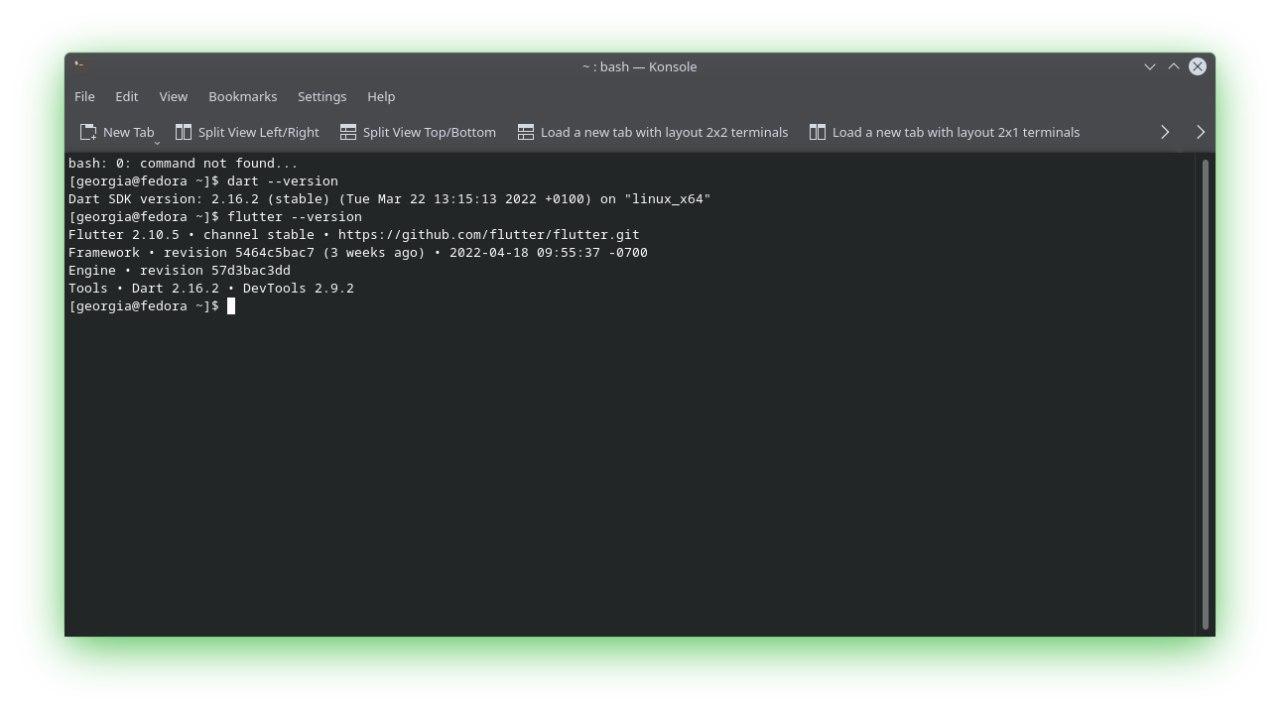 ~ : bash — Konsole
File Edit View Bookmarks Settings Help
New Tab Split View Left/Right Split View Top/Bottom Load a new tab with layout 2x2 terminals Load a new tab with layout 2x1 terminals
bash: 0: command not found...
[georgia@fedora ~]$ dart --version
Dart SDK version: 2.16.2 (stable) (Tue Mar 22 13:15:13 2022 +0100) on "linux_x64"
[georgia@fedora ~]$ flutter --version
Flutter 2.10.5 • channel stable • https://github.com/flutter/flutter.git
Framework • revision 5464c5bac7 (3 weeks ago) • 2022-04-18 09:55:37 -0700
Engine • revision 57d3bac3dd
Tools • Dart 2.16.2 • DevTools 2.9.2
[georgia@fedora ~]$